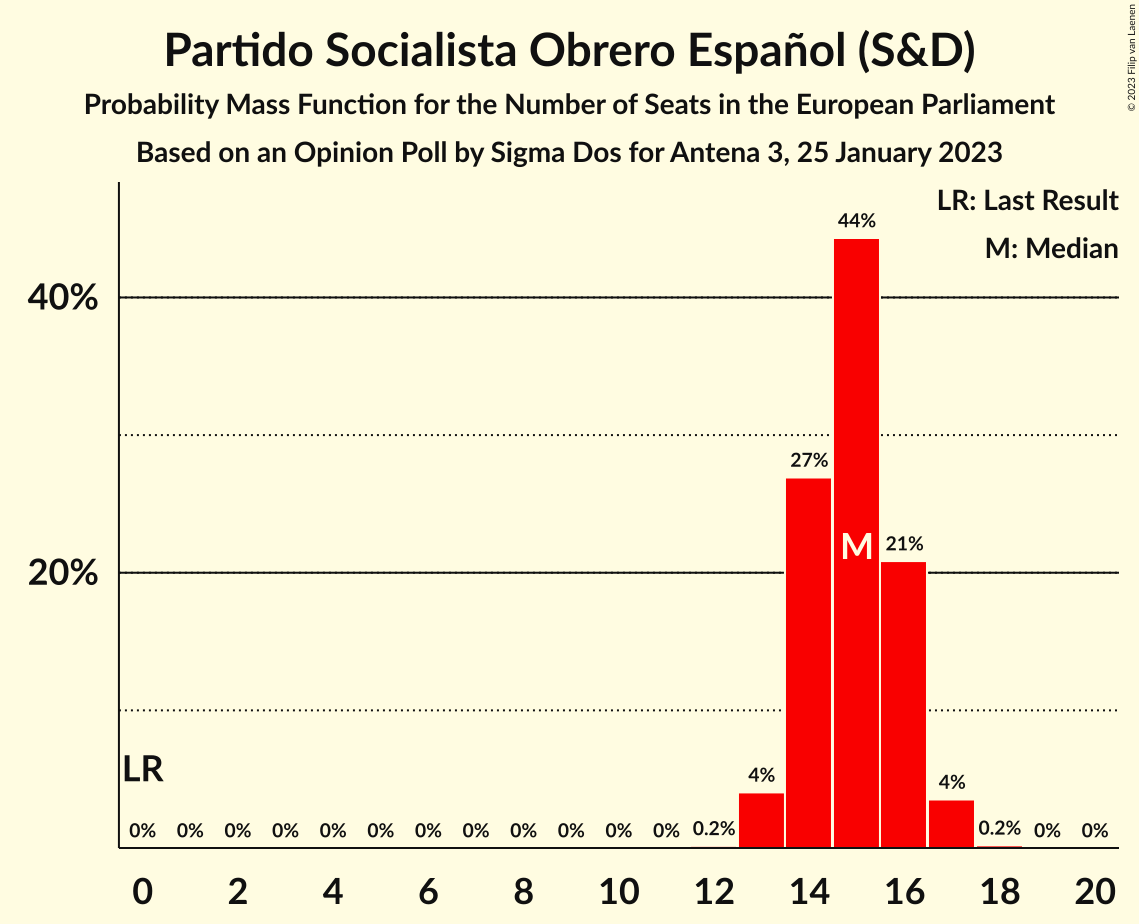 Partido Socialista Obrero Español (S&D)
Probability Mass Function for the Number of Seats in the European Parliament
Based on an Opinion Poll by Sigma Dos for Antena 3, 25 January 2023
© 2023 Filip van Laenen
LR: Last Result
M: Median
44%
40%
27%
M
21%
20%
LR
4%
4%
0% 0% 0% 0% 0% 0% 0% 0% 0% 0% 0% 0% 0.2% 0.2% 0% 0%
0 2 4 6 8 10 12 14 16 18 20